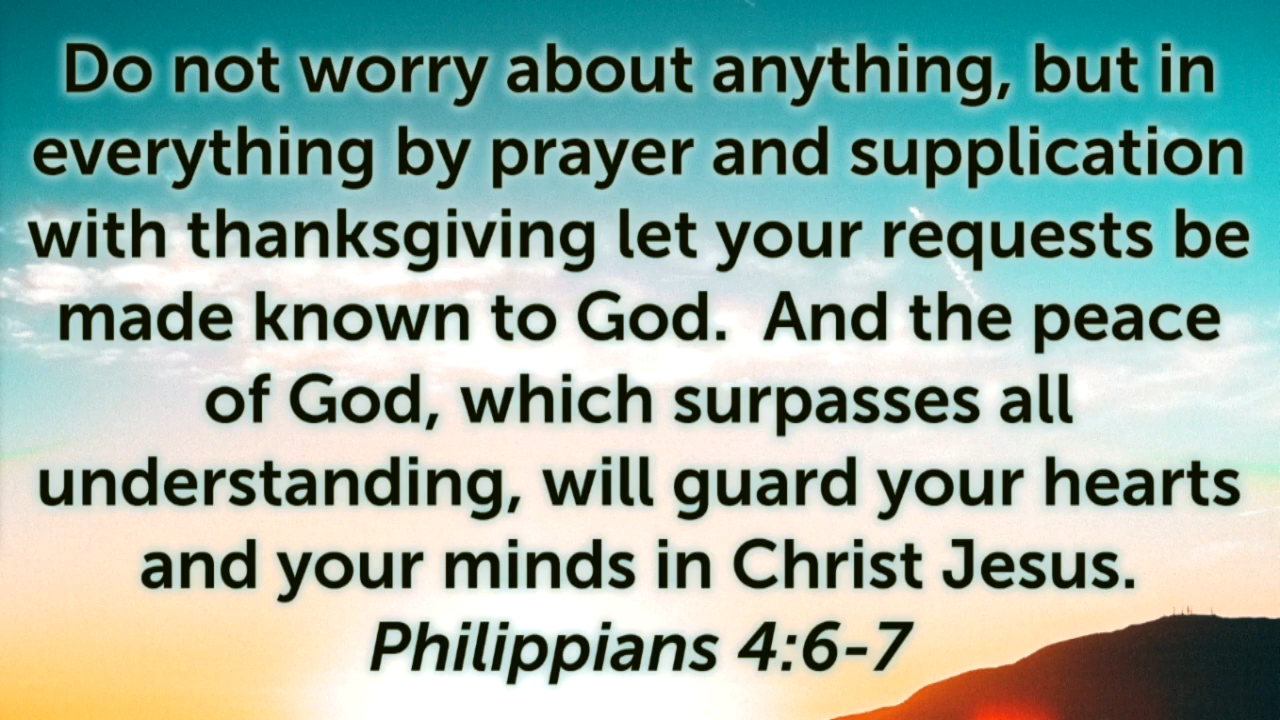 Do not worry about anything, but in
everything by prayer and supplication
with thanksgiving let your requests be
made known to God.  And the peace
of God, which surpasses all
understanding, will guard your hearts
and your minds in Christ Jesus.
Philippians 4:6-7